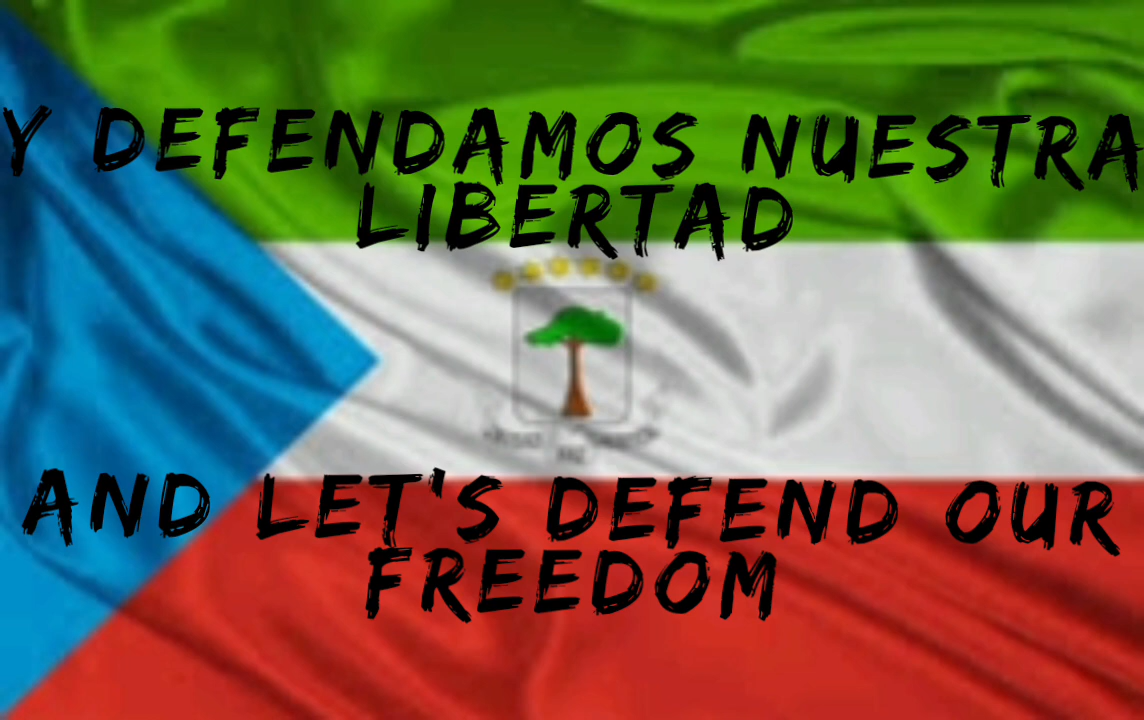 Y DEFENDAMOS NUESTRA
LIBERTAD
AND LET'S DEFEND OUR
FREEDOM